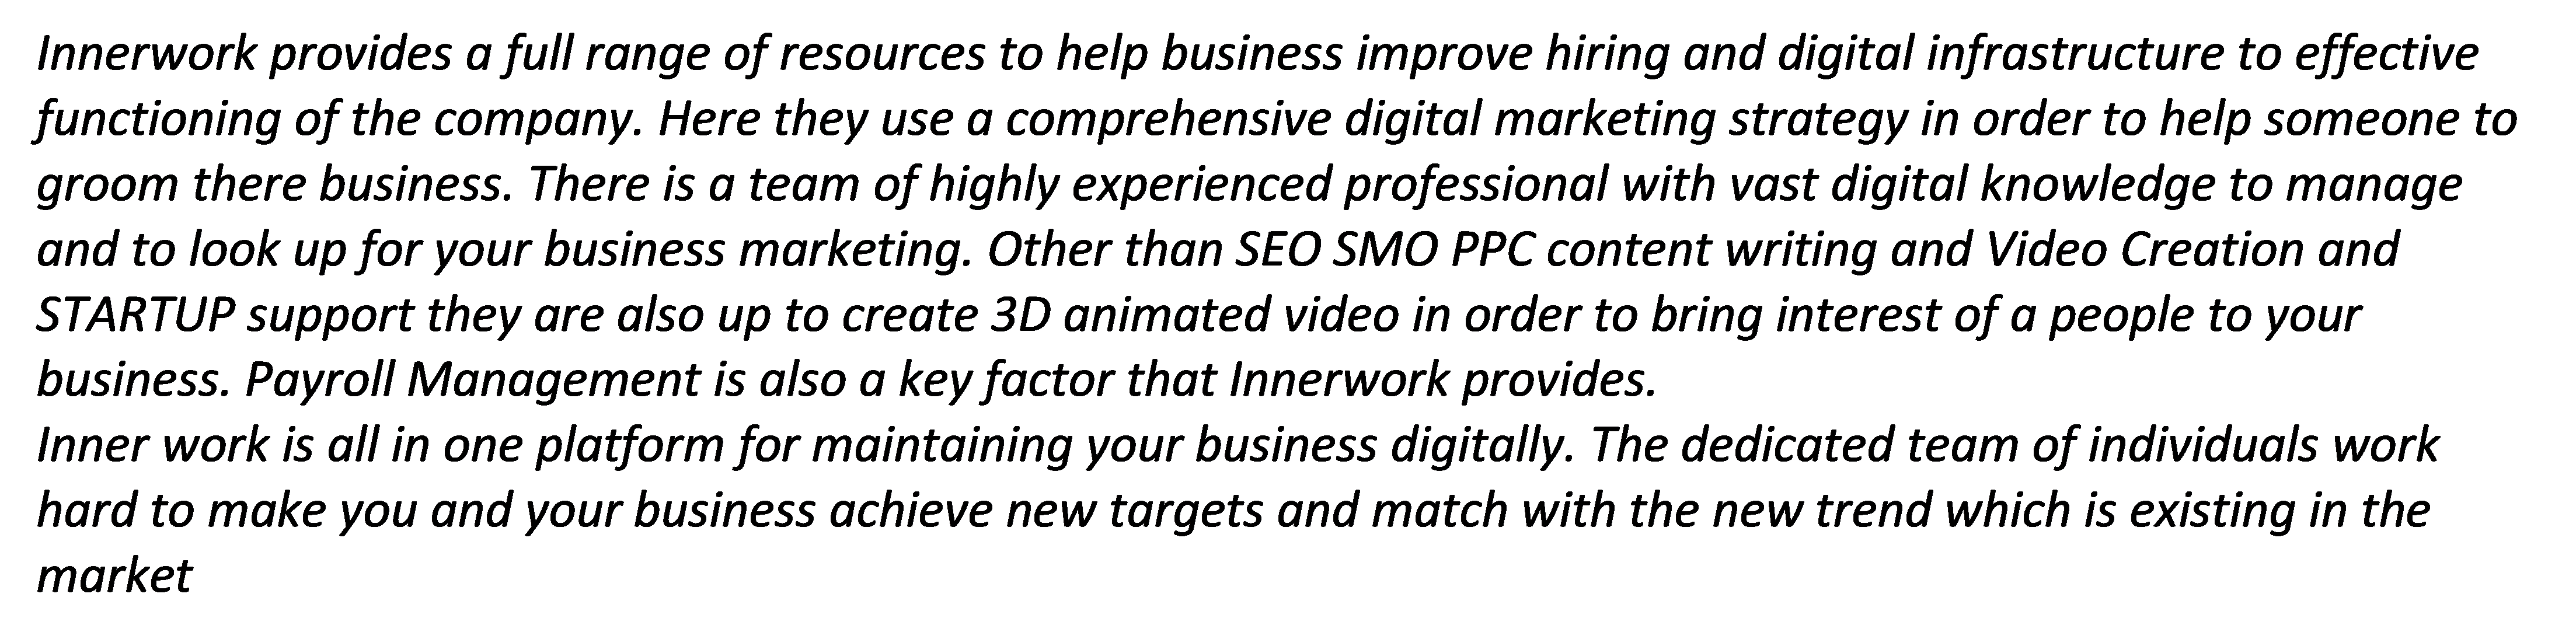 Innerwork provides a full range of resources to help business improve hiring and digital infrastructure to effective
functioning of the company. Here they use a comprehensive digital marketing strategy in order to help someone to
groom there business. There is a team of highly experienced professional with vast digital knowledge to manage
and to look up for your business marketing. Other than SEO SMO PPC content writing and Video Creation and
STARTUP support they are also up to create 3D animated video in order to bring interest of a people to your
business. Payroll Management is also a key factor that Innerwork provides.
Inner work is all in one platform for maintaining your business digitally. The dedicated team of individuals work
hard to make you and your business achieve new targets and match with the new trend which is existing in the
market